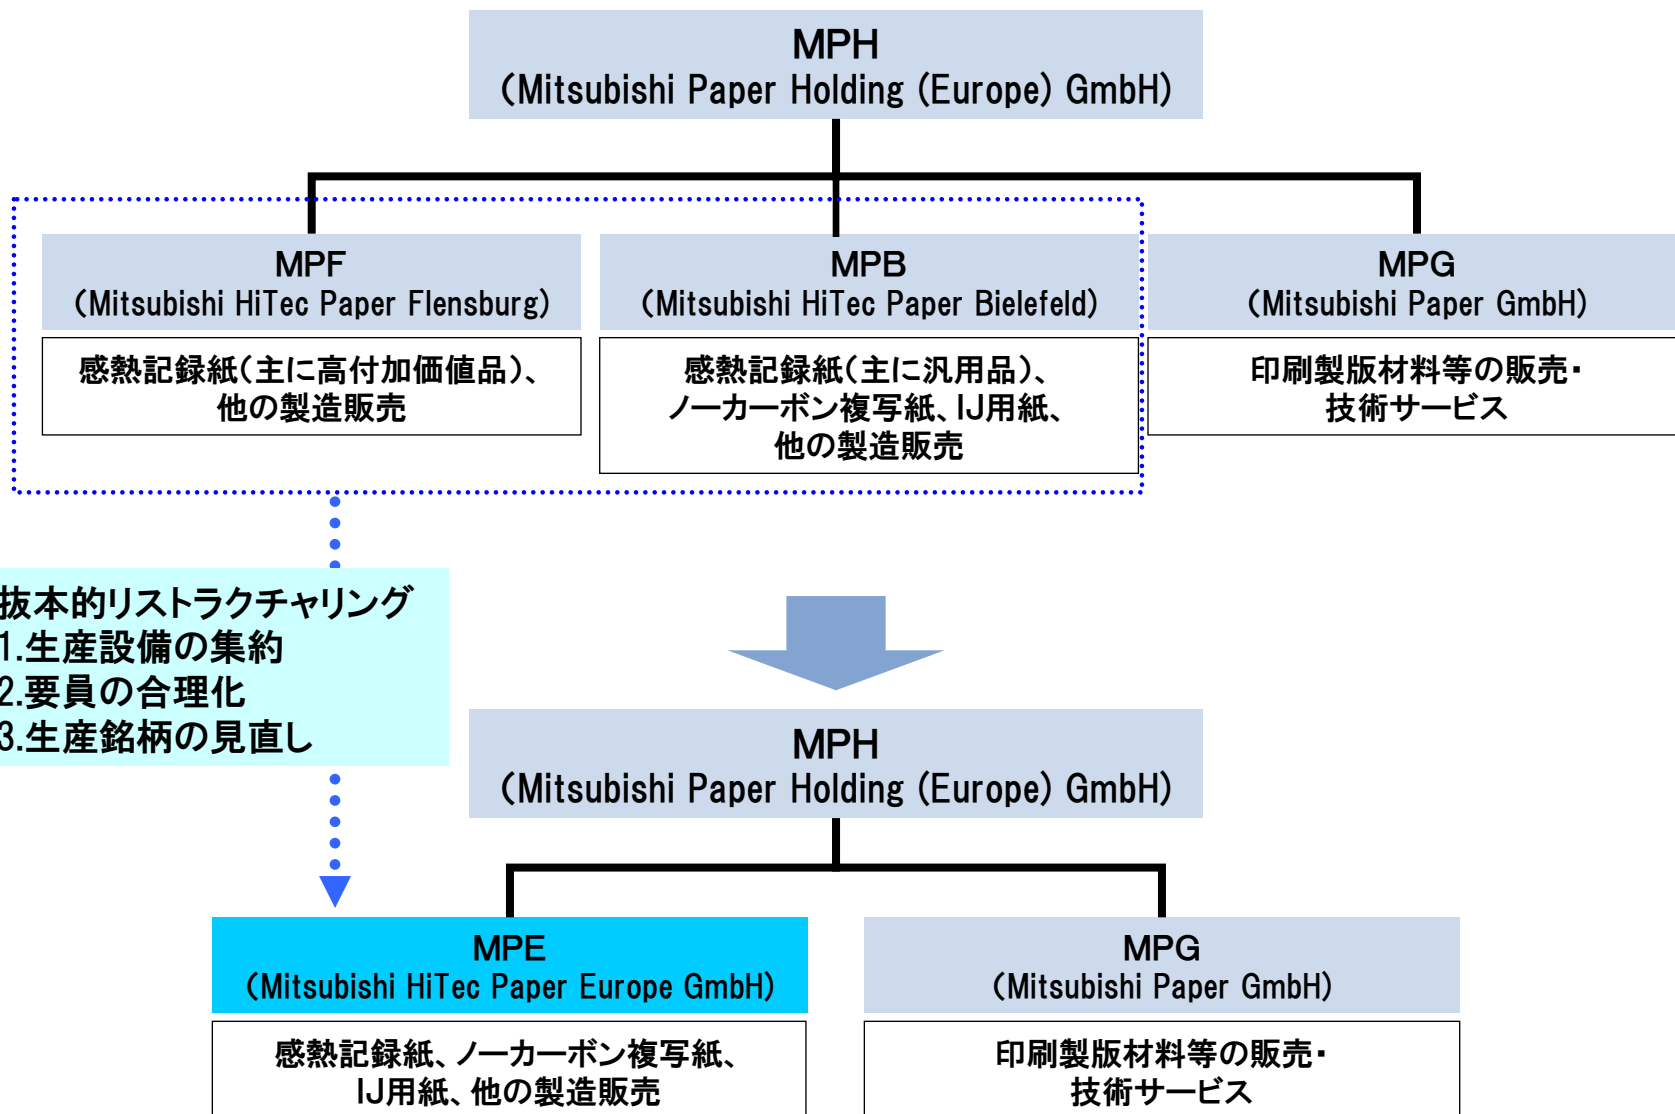 MPH
(Mitsubishi Paper Holding (Europe) GmbH)
MPF
(Mitsubishi HiTec Paper Flensburg)
感熱記録紙(主に高付加価値品)、
他の製造販売
MPB
(Mitsubishi HiTec Paper Bielefeld)
感熱記録紙(主に汎用品)、
ノーカーボン複写紙、IJ用紙、
他の製造販売
MPG
(Mitsubishi Paper GmbH)
印刷製版材料等の販売・
技術サービス
抜本的リストラクチャリング
1.生産設備の集約
2.要員の合理化
3.生産銘柄の見直し
MPH
(Mitsubishi Paper Holding (Europe) GmbH)
MPE
(Mitsubishi HiTec Paper Europe GmbH)
感熱記録紙、ノーカーボン複写紙、
IJ用紙、他の製造販売
MPG
(Mitsubishi Paper GmbH)
印刷製版材料等の販売・
技術サービス